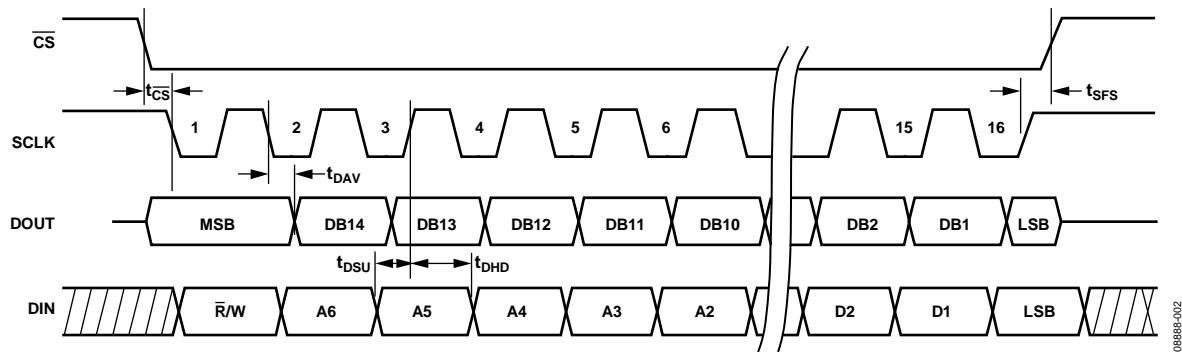 CS
tCS
tSFS
SCLK
1 2 3 4 5 6 15 16
tDAV
DOUT
MSB DB14 DB13 DB12 DB11 DB10 DB2 DB1 LSB
tDSU tDHD
DIN
R/W A6 A5 A4 A3 A2 D2 D1 LSB
08888-002